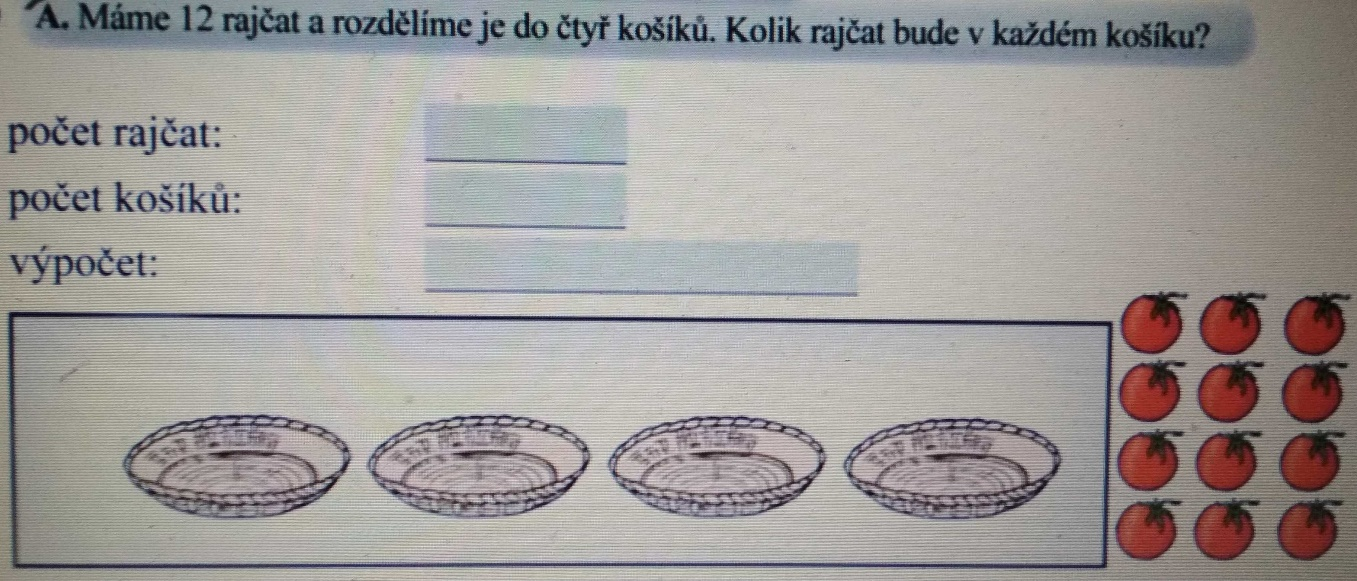 A. Máme 12 rajčat a rozdělíme je do čtyř košíků. Kolik rajčat bude v každém košíku?
počet rajčat:
počet košíků:
výpočet: